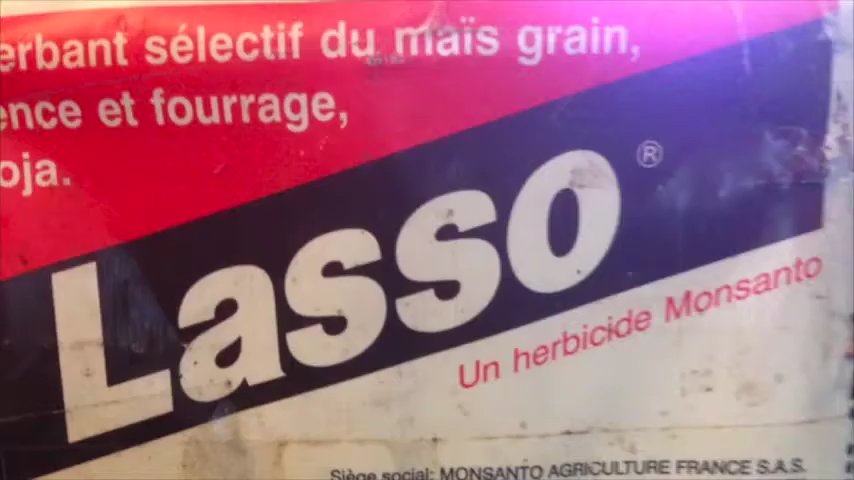 erbant sélectif du maïs grain,
ence et fourrage,
oja.
Lasso ®
Un herbicide Monsanto
Siège social: MONSANTO AGRICULTURE FRANCE S.A.S.